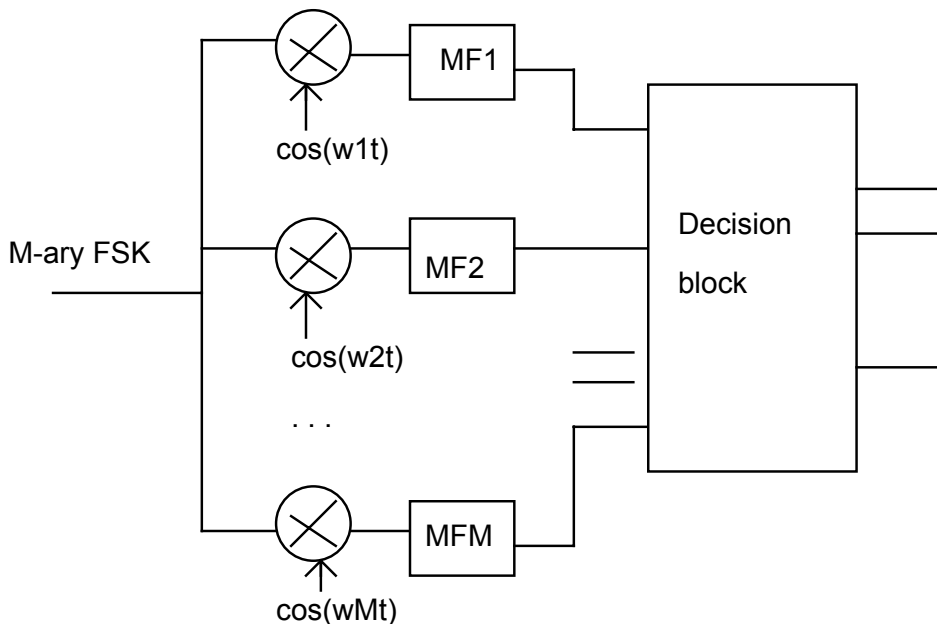 MF1
cos(w1t)
M-ary FSK
MF2
cos(w2t)
Decision
block
. . .
MFM
cos(wMt)